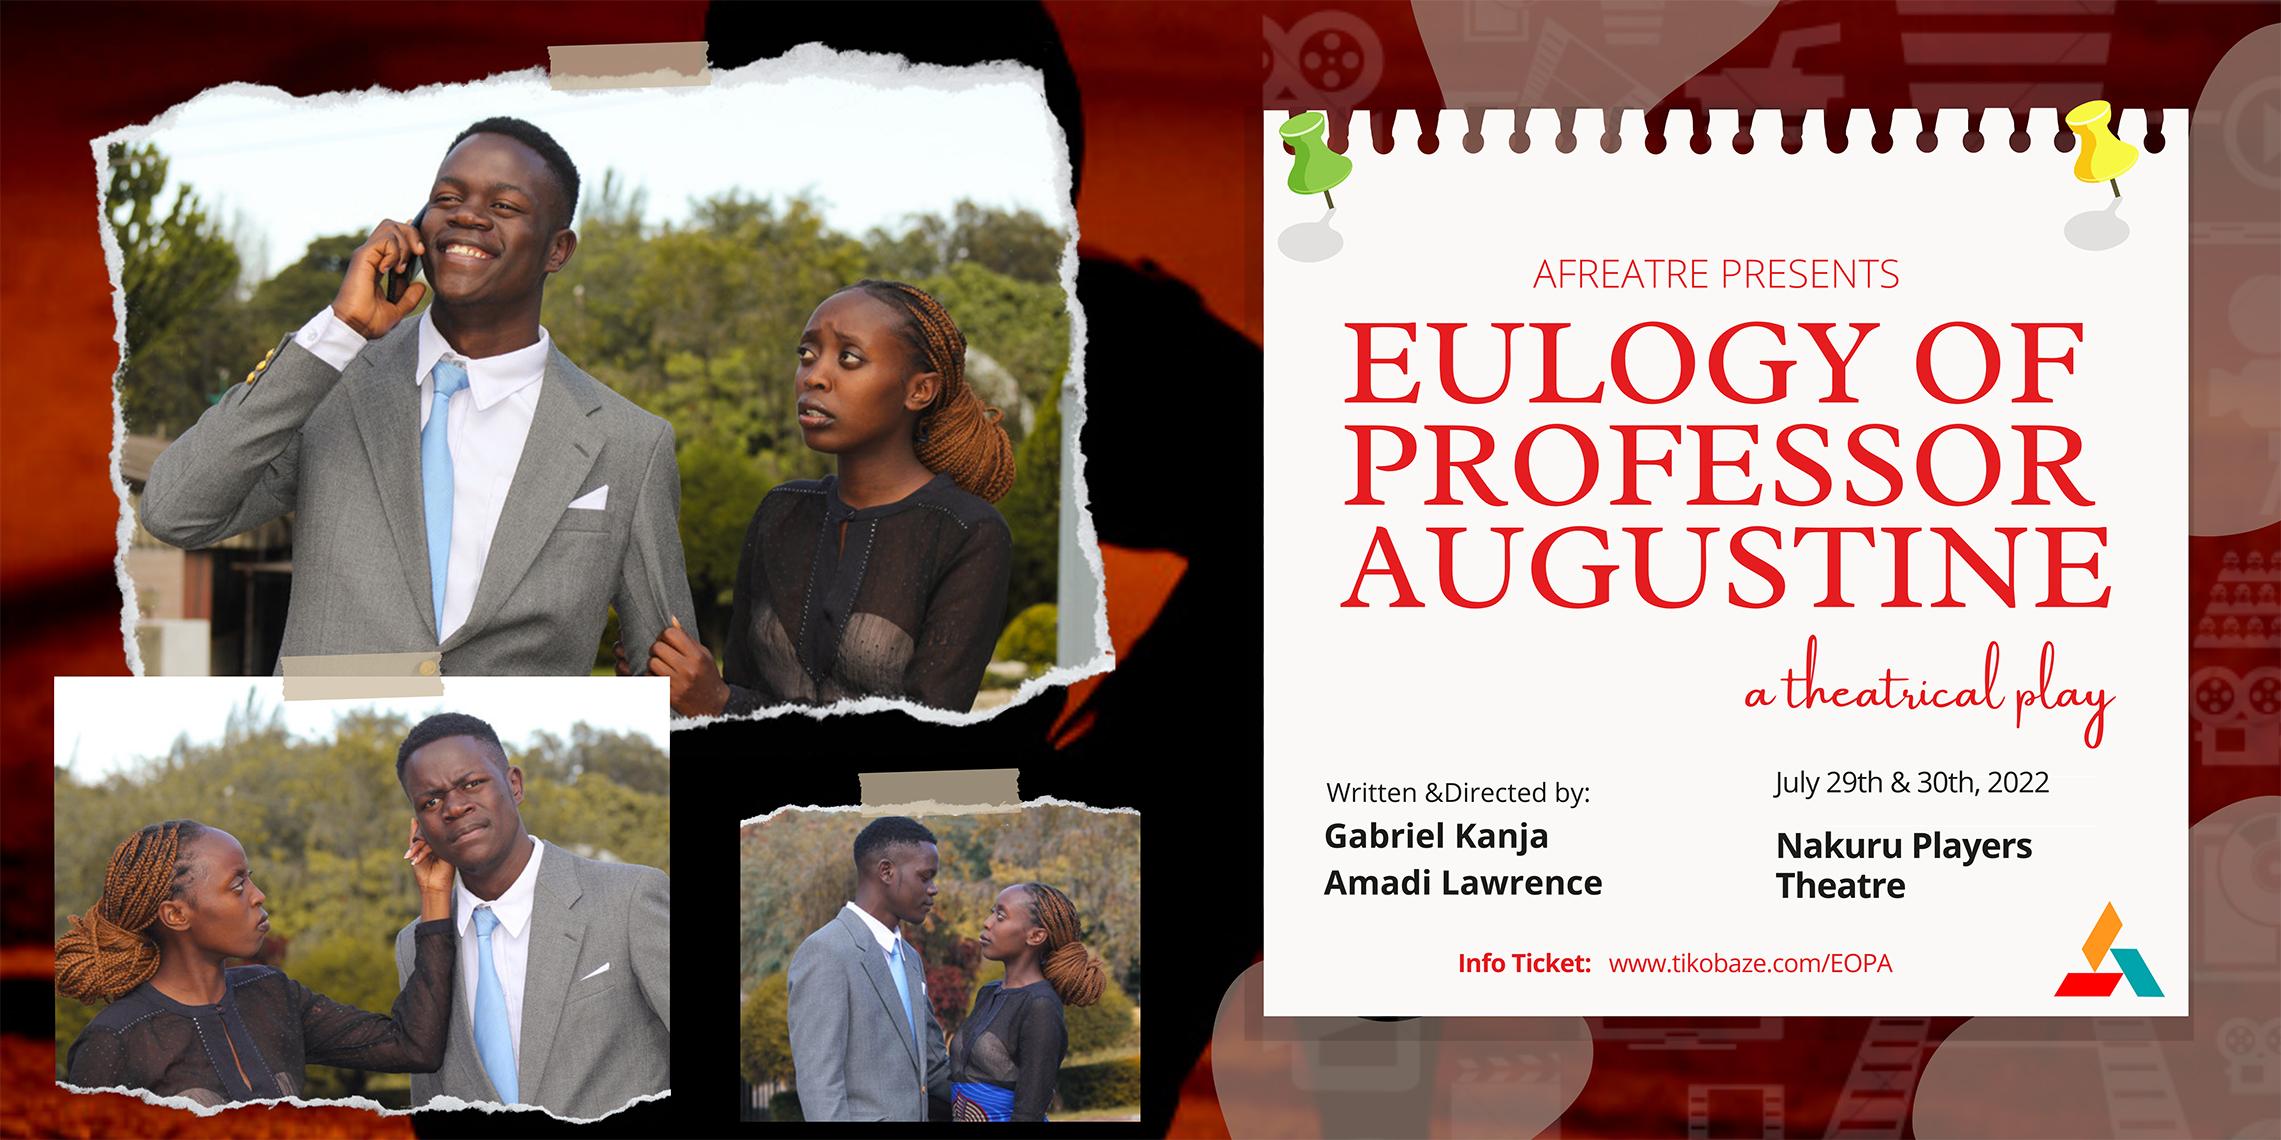 AFREATRE PRESENTS
EULOGY OF
PROFESSOR
AUGUSTINE
a theatrical play
Written &Directed by:
Gabriel Kanja
Amadi Lawrence
July 29th & 30th, 2022
Nakuru Players
Theatre
Info Ticket: www.tikobaze.com/EOPA